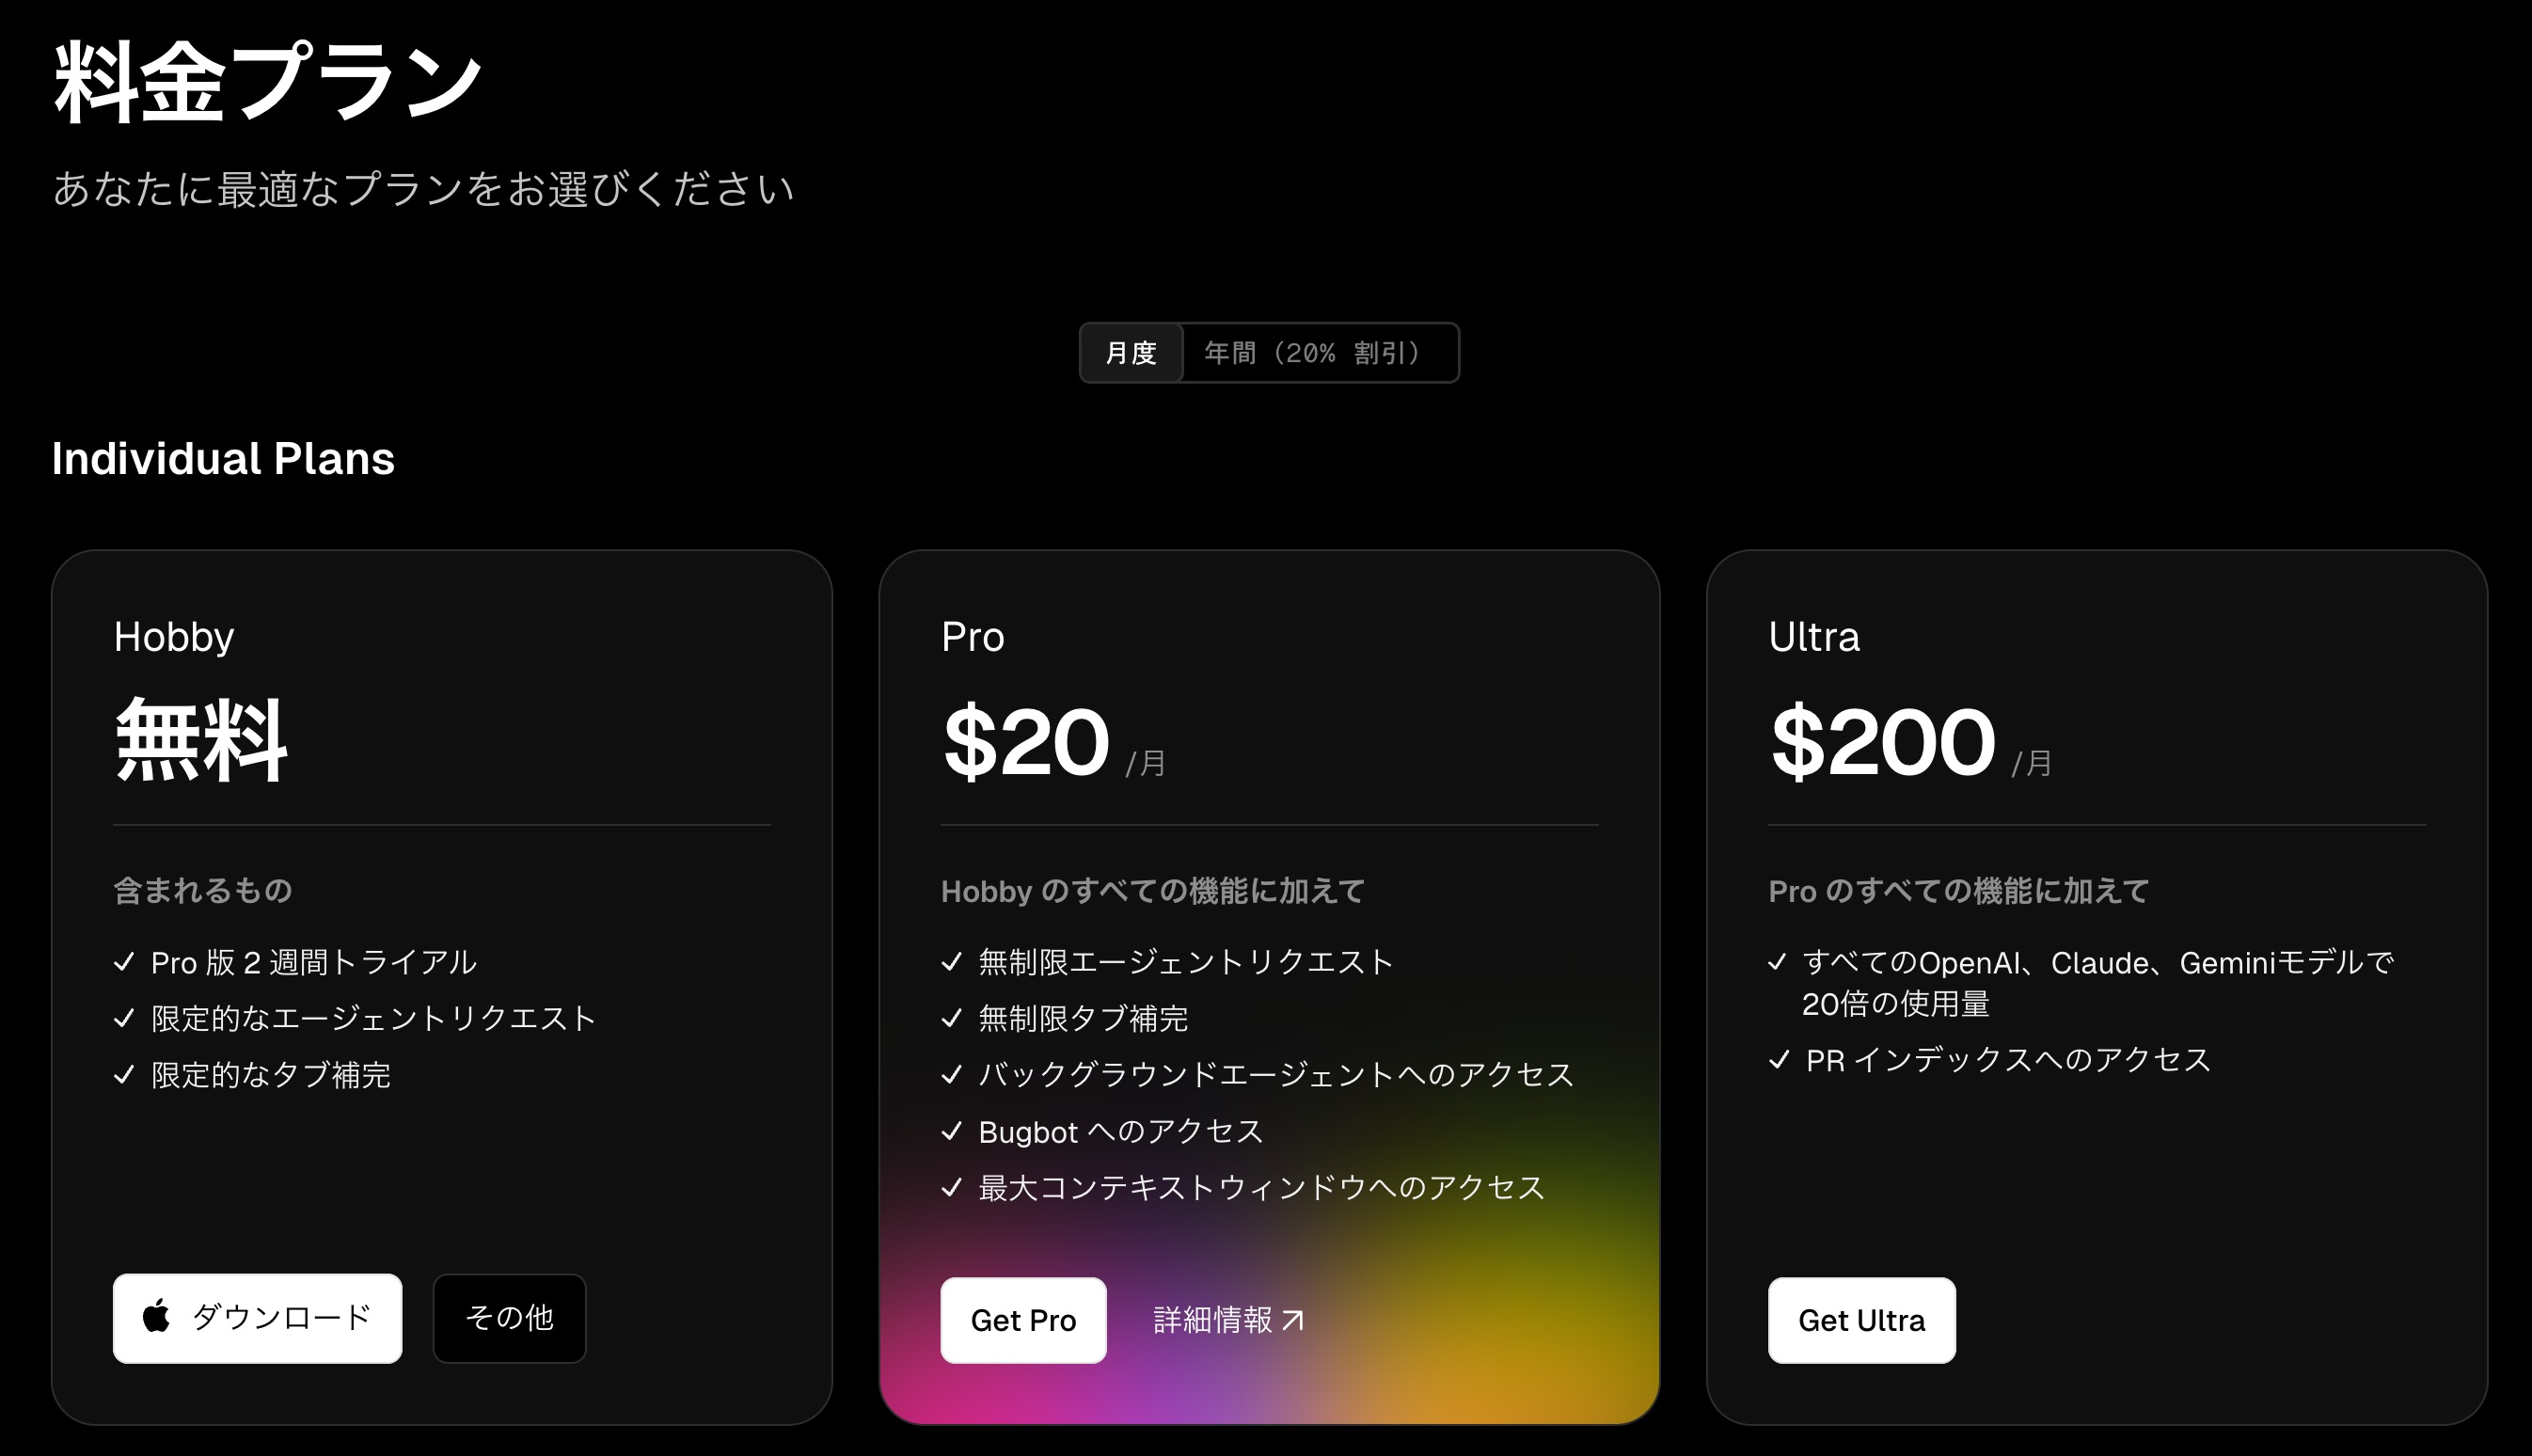 料金プラン
あなたに最適なプランをお選びください
月度 年間（20% 割引）
Individual Plans
Hobby
無料
含まれるもの
Pro 版 2 週間トライアル
限定的なエージェントリクエスト
限定的なタブ補完
ダウンロード その他
Pro
$20 /月
Hobby のすべての機能に加えて
無制限エージェントリクエスト
無制限タブ補完
バックグラウンドエージェントへのアクセス
Bugbot へのアクセス
最大コンテキストウィンドウへのアクセス
Get Pro 詳細情報
Ultra
$200 /月
Pro のすべての機能に加えて
すべてのOpenAI、Claude、Geminiモデルで
20倍の使用量
PR インデックスへのアクセス
Get Ultra